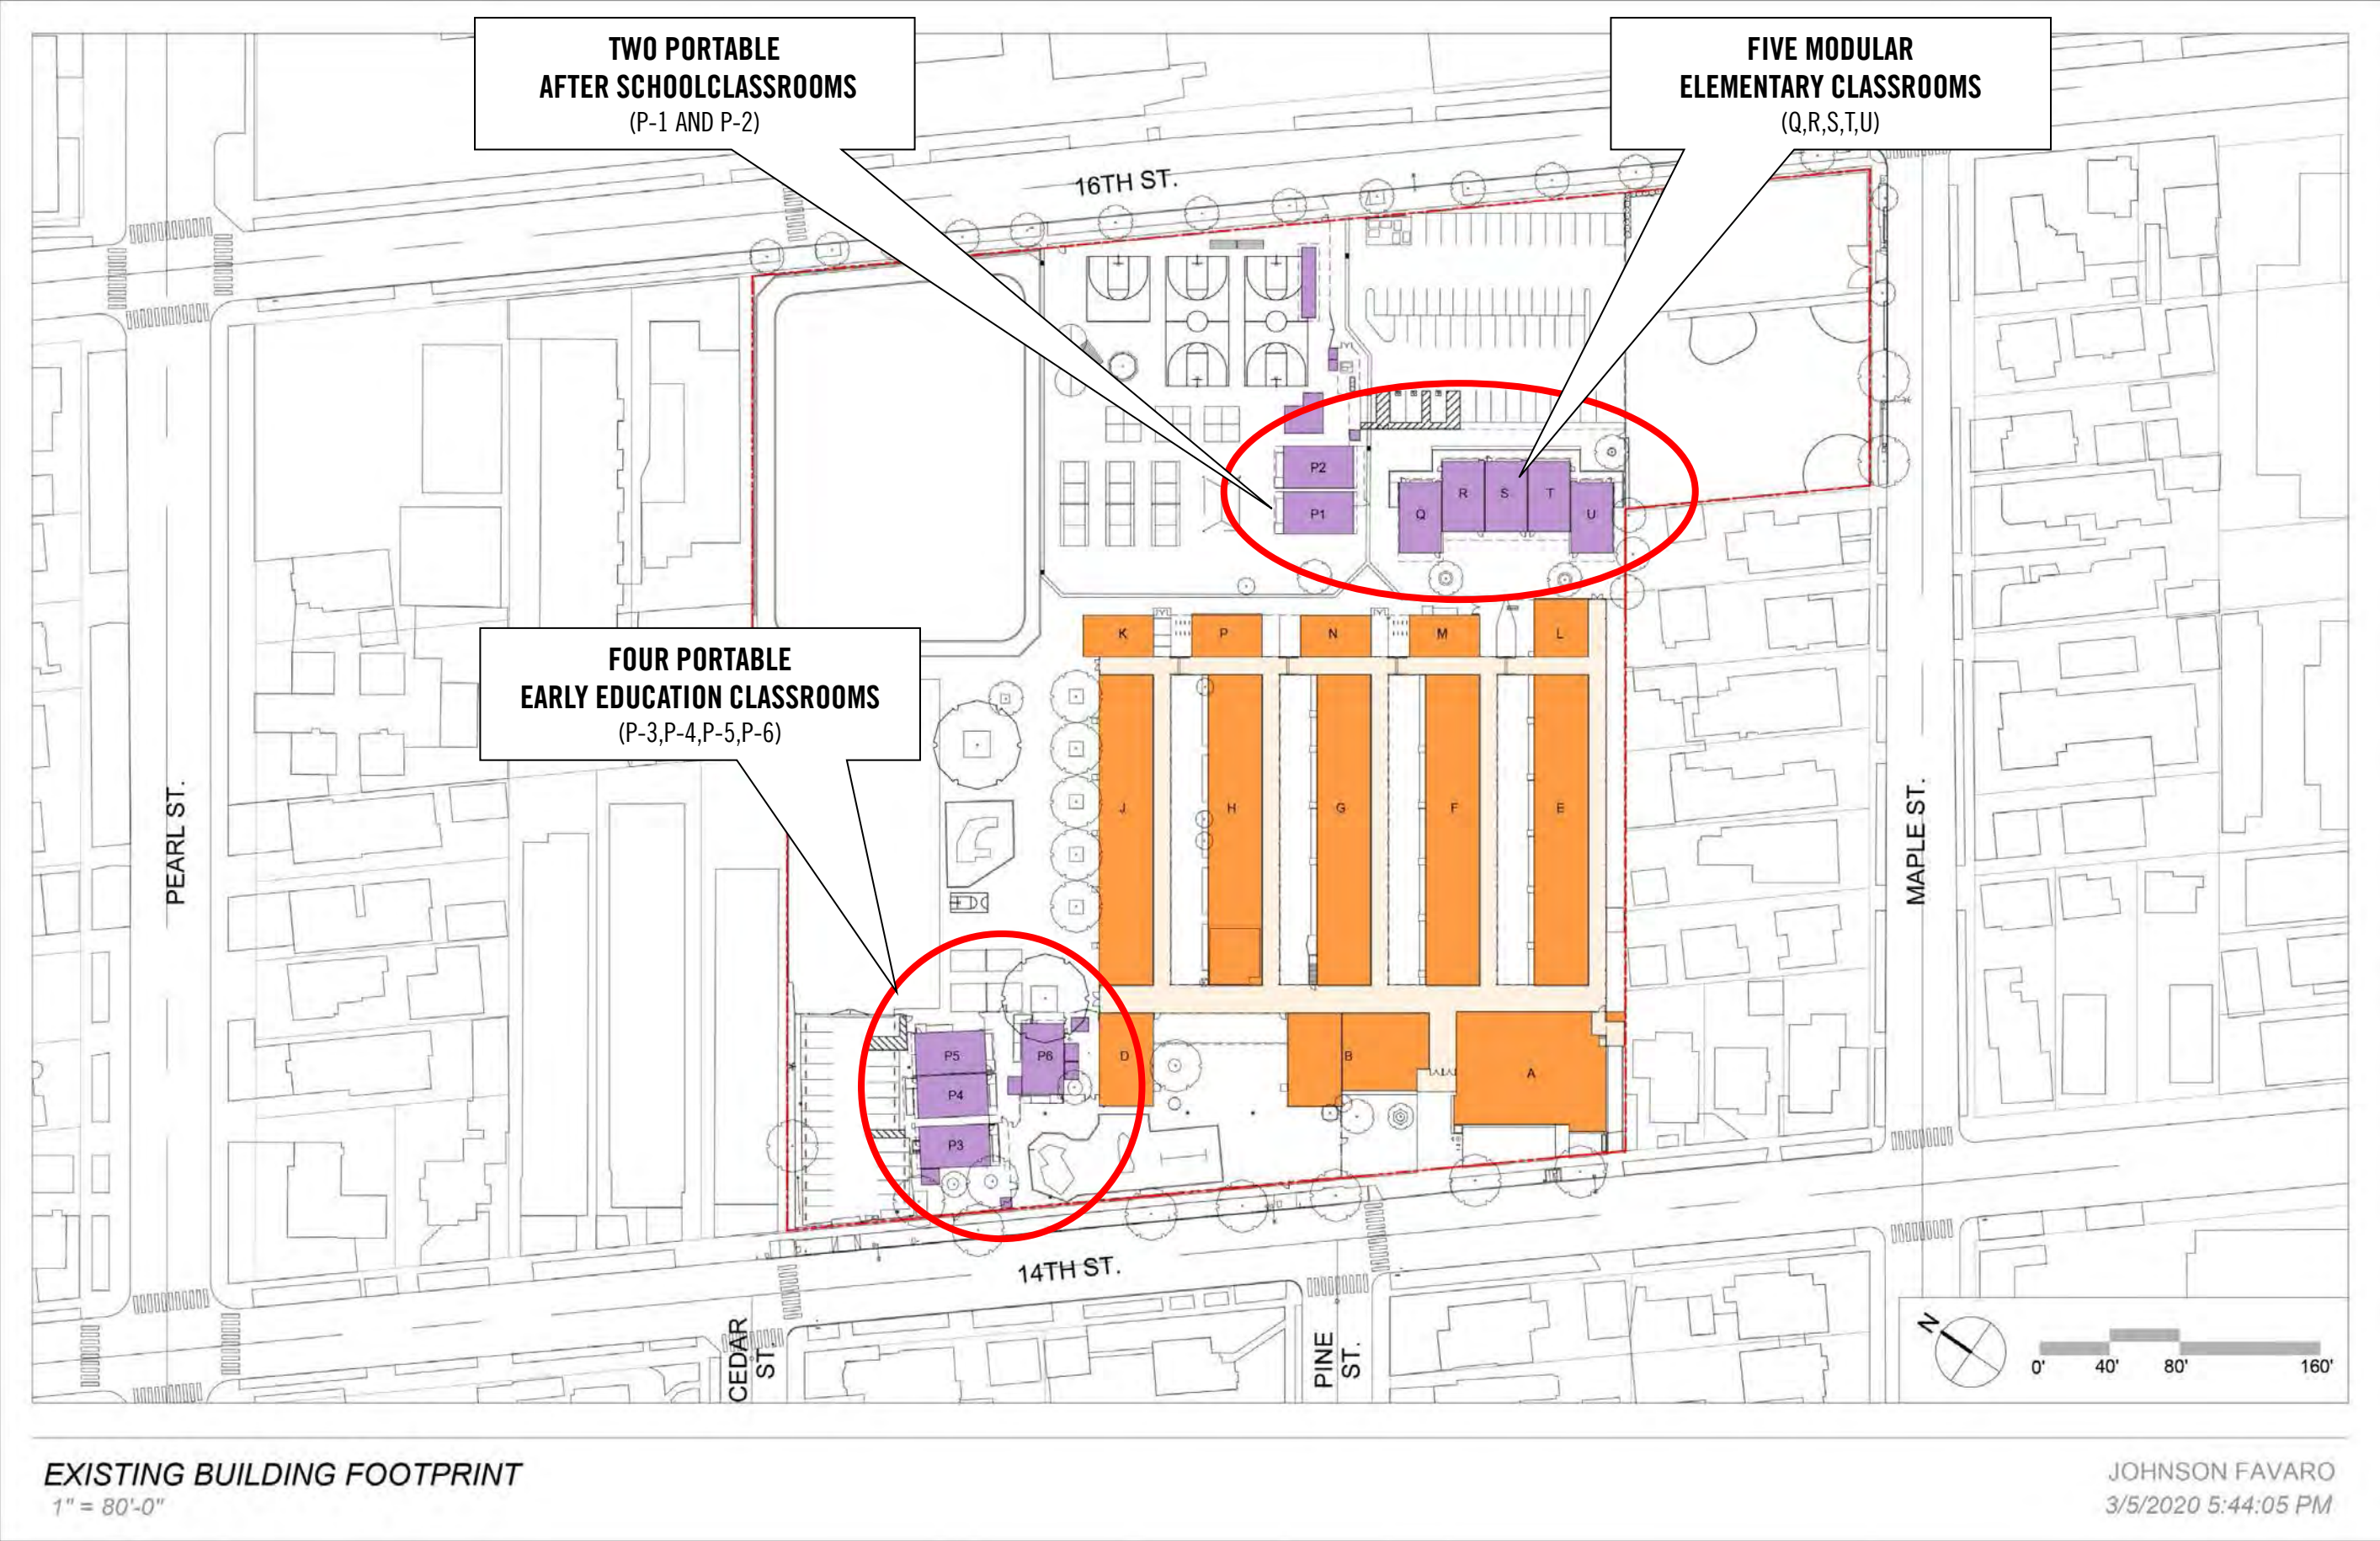 TWO PORTABLE
AFTER SCHOOLCLASSROOMS
(P-1 AND P-2)
FIVE MODULAR
ELEMENTARY CLASSROOMS
(Q,R,S,T,U)
16TH ST.
P2
P1
Q
R
S
T
U
K
P
N
M
L
FOUR PORTABLE
EARLY EDUCATION CLASSROOMS
(P-3,P-4,P-5,P-6)
PEARL ST.
J
H
G
F
E
MAPLE ST.
P5
P4
P3
P6
D
B
A
14TH ST.
CEDAR
ST.
PINE
ST.
N
0'
40'
80'
160'
EXISTING BUILDING FOOTPRINT
1" = 80'-0"
JOHNSON FAVARO
3/5/2020 5:44:05 PM